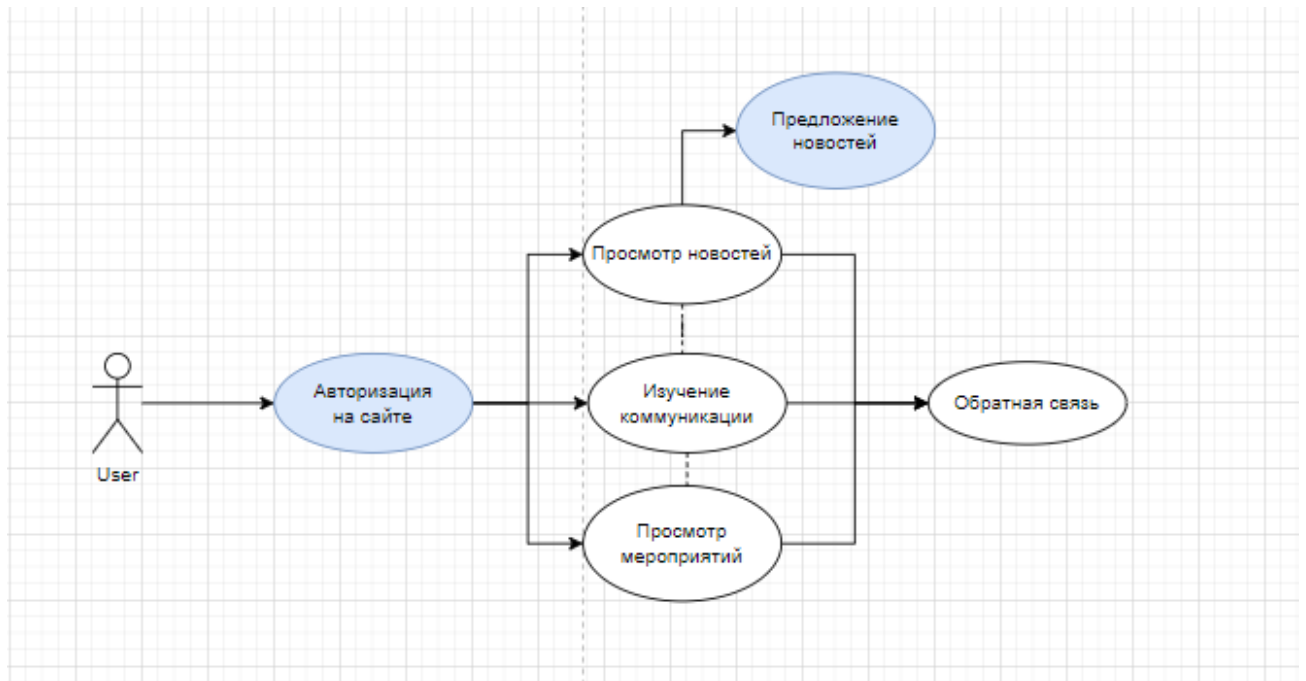 Предложение
новостей
Просмотр новостей
Авторизация
на сайте
Изучение
коммуникации
Обратная связь
User
Просмотр
мероприятий